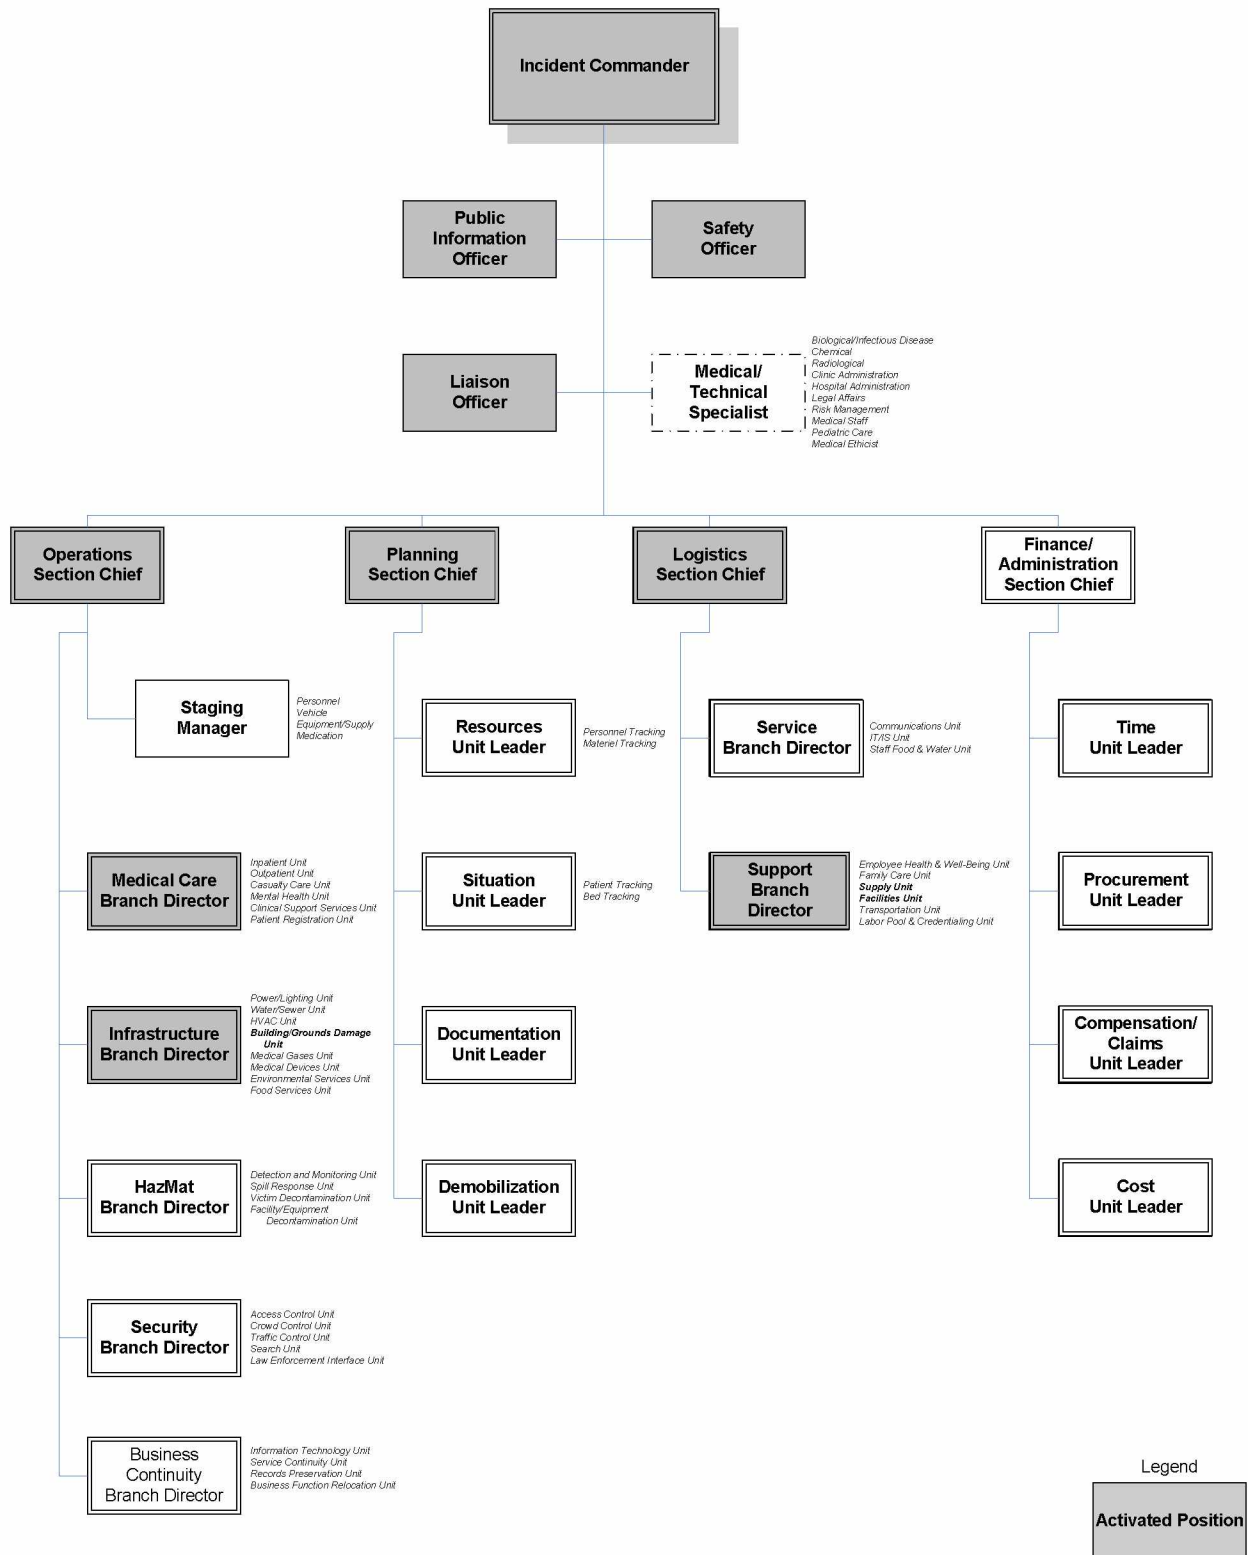 Incident Commander
Public
Information
Officer
Safety
Officer
Liaison
Officer
Medical/
Technical
Specialist
Biological/Infectious Disease
Chemical
Radiological
Clinic Administration
Hospital Administration
Legal Affairs
Risk Management
Medical Staff
Pediatric Care
Medical Ethicist
Operations
Section Chief
Planning
Section Chief
Logistics
Section Chief
Finance/
Administration
Section Chief
Staging
Manager
Personnel
Vehicle
Equipment/Supply
Medication
Resources
Unit Leader
Personnel Tracking
Materiel Tracking
Service
Branch Director
Communications Unit
IT/IS Unit
Staff Food & Water Unit
Time
Unit Leader
Medical Care
Branch Director
Inpatient Unit
Outpatient Unit
Casualty Care Unit
Mental Health Unit
Clinical Support Services Unit
Patient Registration Unit
Situation
Unit Leader
Patient Tracking
Bed Tracking
Support
Branch
Director
Employee Health & Well-Being Unit
Family Care Unit
Supply Unit
Facilities Unit
Transportation Unit
Labor Pool & Credentialing Unit
Procurement
Unit Leader
Infrastructure
Branch Director
Power/Lighting Unit
Water/Sewer Unit
HVAC Unit
Building/Grounds Damage
Unit
Medical Gases Unit
Medical Devices Unit
Environmental Services Unit
Food Services Unit
Documentation
Unit Leader
Compensation/
Claims
Unit Leader
HazMat
Branch Director
Detection and Monitoring Unit
Spill Response Unit
Victim Decontamination Unit
Facility/Equipment
Decontamination Unit
Demobilization
Unit Leader
Cost
Unit Leader
Security
Branch Director
Access Control Unit
Crowd Control Unit
Traffic Control Unit
Search Unit
Law Enforcement Interface Unit
Business
Continuity
Branch Director
Information Technology Unit
Service Continuity Unit
Records Preservation Unit
Business Function Relocation Unit
Legend
Activated Position